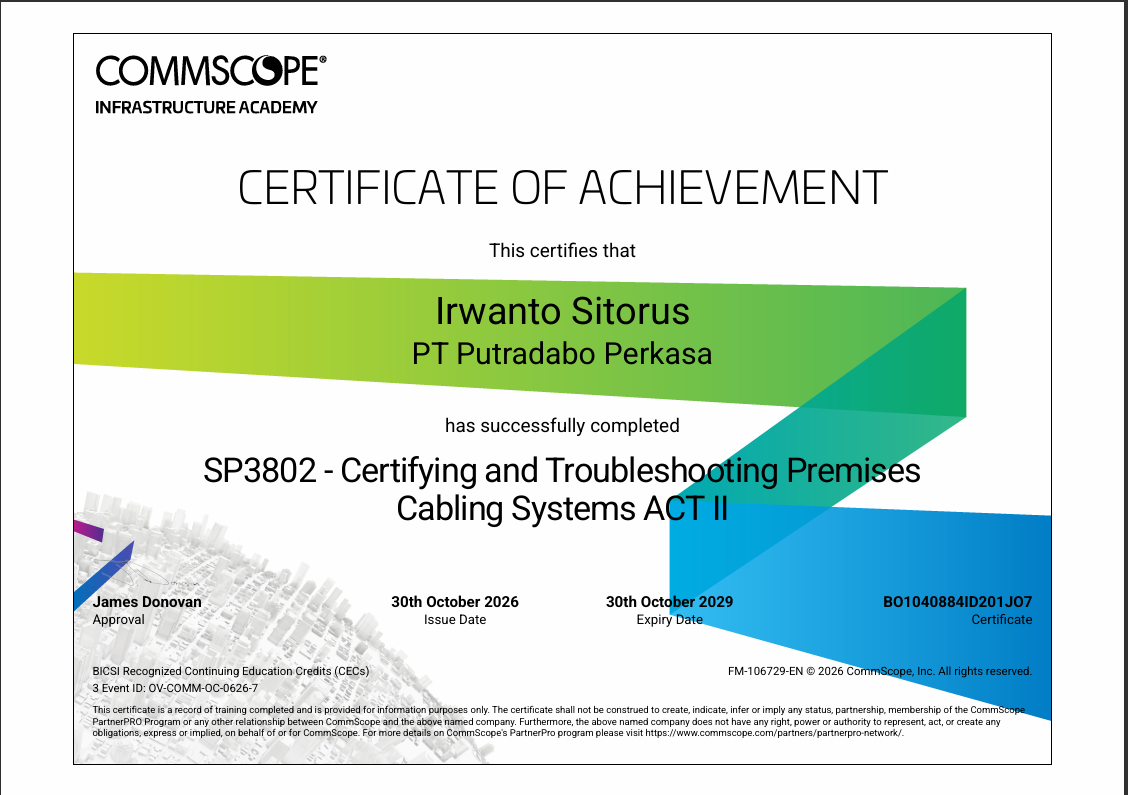 COMMSCOPE®
INFRASTRUCTURE ACADEMY
CERTIFICATE OF ACHIEVEMENT
This certifies that
Irwanto Sitorus
PT Putradabo Perkasa
has successfully completed
SP3802 - Certifying and Troubleshooting Premises
Cabling Systems ACT II
James Donovan
Approval
30th October 2026
Issue Date
30th October 2029
Expiry Date
BO1040884ID201JO7
Certificate
BICSI Recognized Continuing Education Credits (CECs)
3 Event ID: OV-COMM-OC-0626-7
FM-106729-EN © 2026 CommScope, Inc. All rights reserved.
This certificate is a record of training completed and is provided for information purposes only. The certificate shall not be construed to create, indicate, infer or imply any status, partnership, membership of the CommScope
PartnerPRO Program or any other relationship between CommScope and the above named company. Furthermore, the above named company does not have any right, power or authority to represent, act, or create any
obligations, express or implied, on behalf of or for CommScope. For more details on CommScope's PartnerPro program please visit https://www.commscope.com/partners/partnerpro-network/.